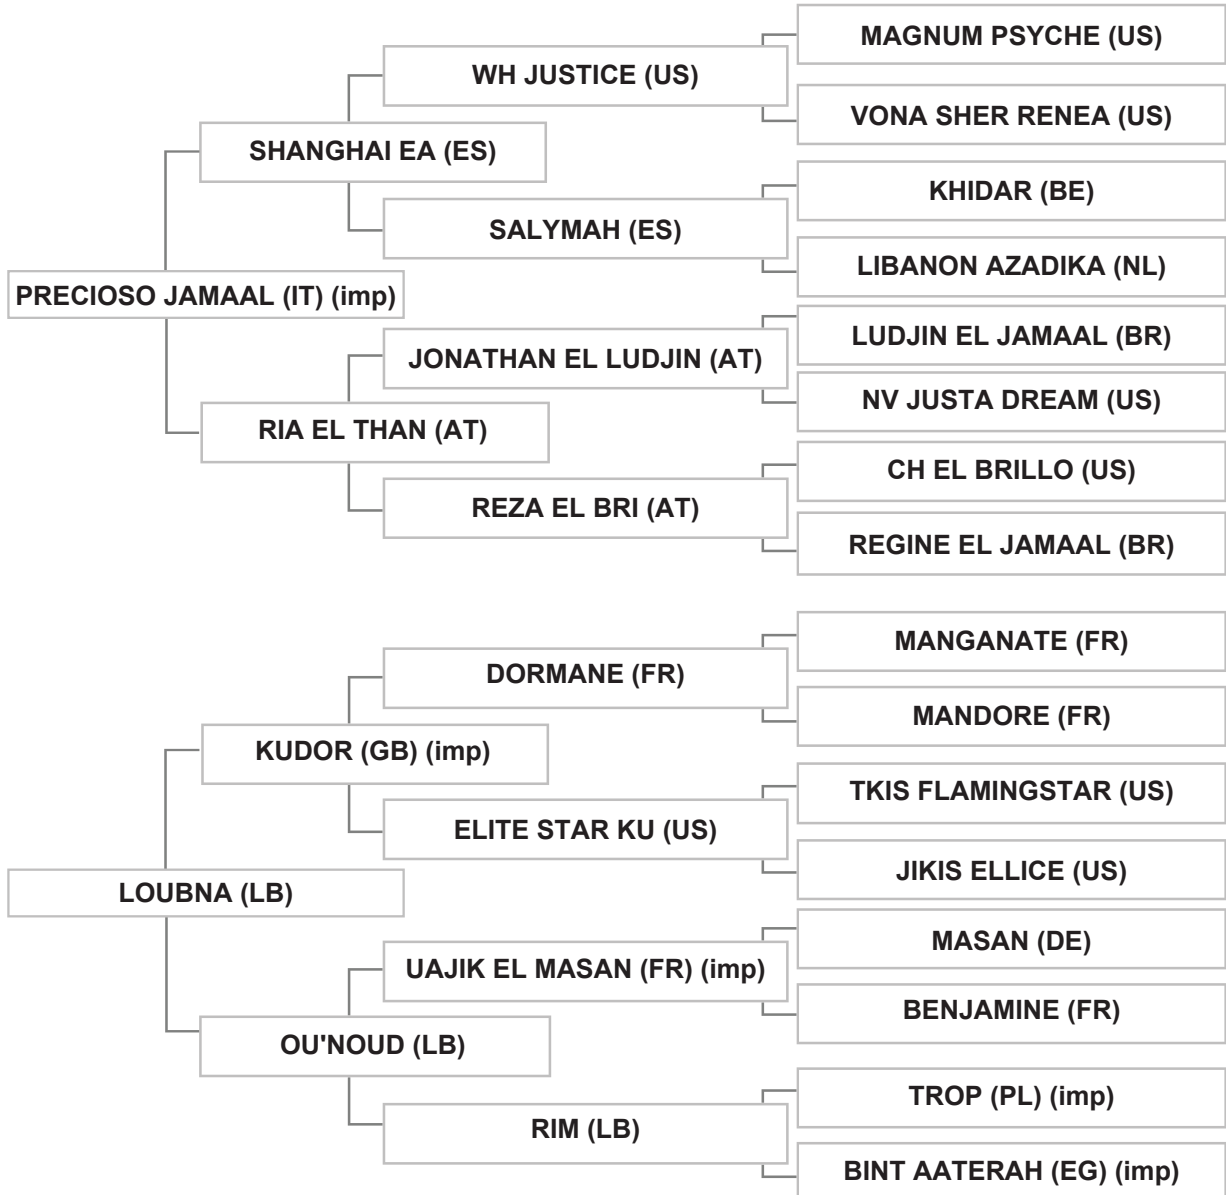 MAGNUM PSYCHE (US)
WH JUSTICE (US)
VONA SHER RENEA (US)
SHANGHAI EA (ES)
KHIDAR (BE)
SALYMAH (ES)
LIBANON AZADIKA (NL)
PRECIOSO JAMAAL (IT) (imp)
LUDJIN EL JAMAAL (BR)
JONATHAN EL LUDJIN (AT)
NV JUSTA DREAM (US)
RIA EL THAN (AT)
CH EL BRILLO (US)
REZA EL BRI (AT)
REGINE EL JAMAAL (BR)
MANGANATE (FR)
DORMANE (FR)
MANDORE (FR)
KUDOR (GB) (imp)
TKIS FLAMINGSTAR (US)
ELITE STAR KU (US)
JIKIS ELLICE (US)
LOUBNA (LB)
MASAN (DE)
UAJIK EL MASAN (FR) (imp)
BENJAMINE (FR)
OU'NOUD (LB)
TROP (PL) (imp)
RIM (LB)
BINT AATERAH (EG) (imp)